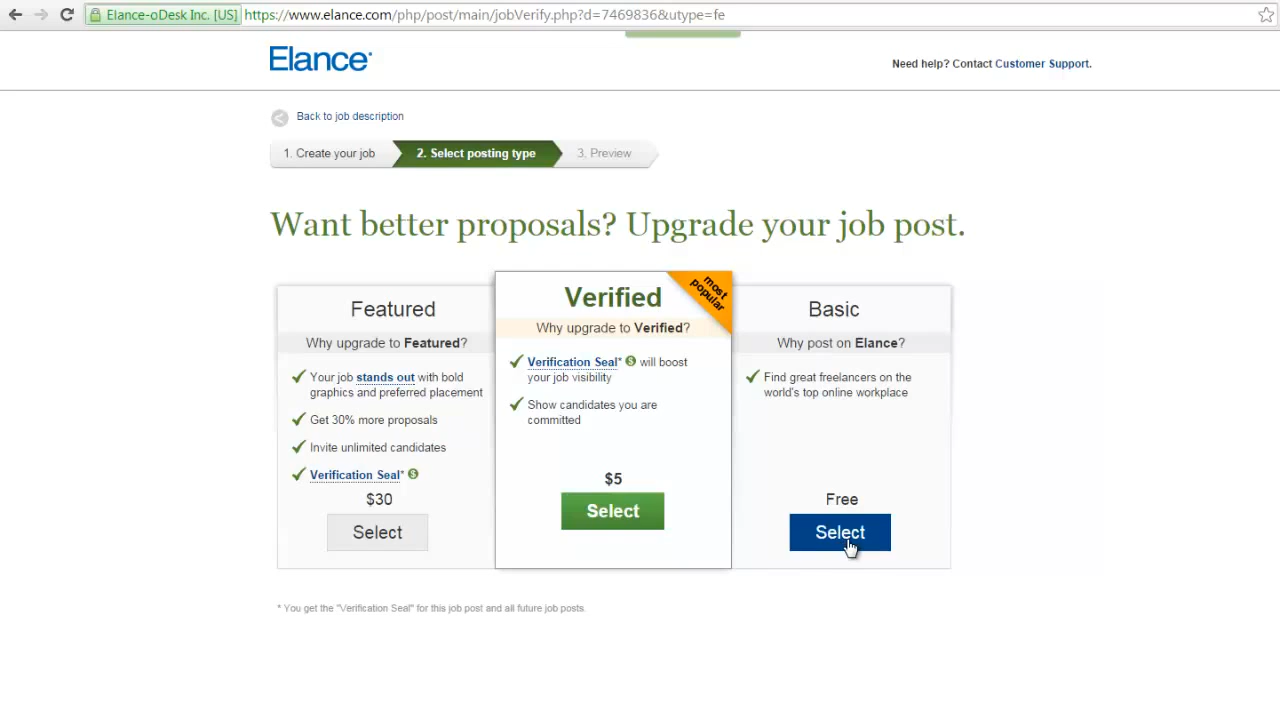 Elance-oDesk Inc. [US] https://www.elance.com/php/post/main/jobVerify.php?d=7469836&utype=fe
Elance
Need help? Contact Customer Support.
Back to job description
1. Create your job
2. Select posting type
3. Preview
Want better proposals? Upgrade your job post.
Featured
Why upgrade to Featured?
Your job stands out with bold
graphics and preferred placement
Get 30% more proposals
Invite unlimited candidates
Verification Seal*
$30
Select
most
popular
Verified
Why upgrade to Verified?
Verification Seal* $ will boost
your job visibility
Show candidates you are
committed
$5
Select
Basic
Why post on Elance?
Find great freelancers on the
world's top online workplace
Free
Select
* You get the "Verification Seal" for this job post and all future job posts.